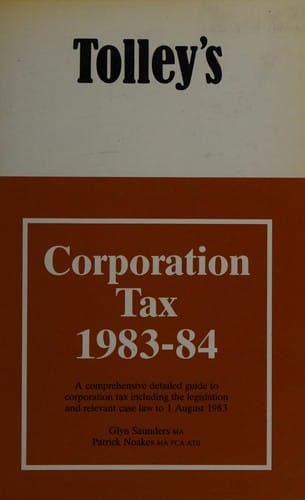 Tolley's
Corporation
Tax
1983-84
A comprehensive detailed guide to
corporation tax including the legislation
and relevant case law to 1 August 1983
Glyn Saunders MA
Patrick Noakes MA FCA ATII